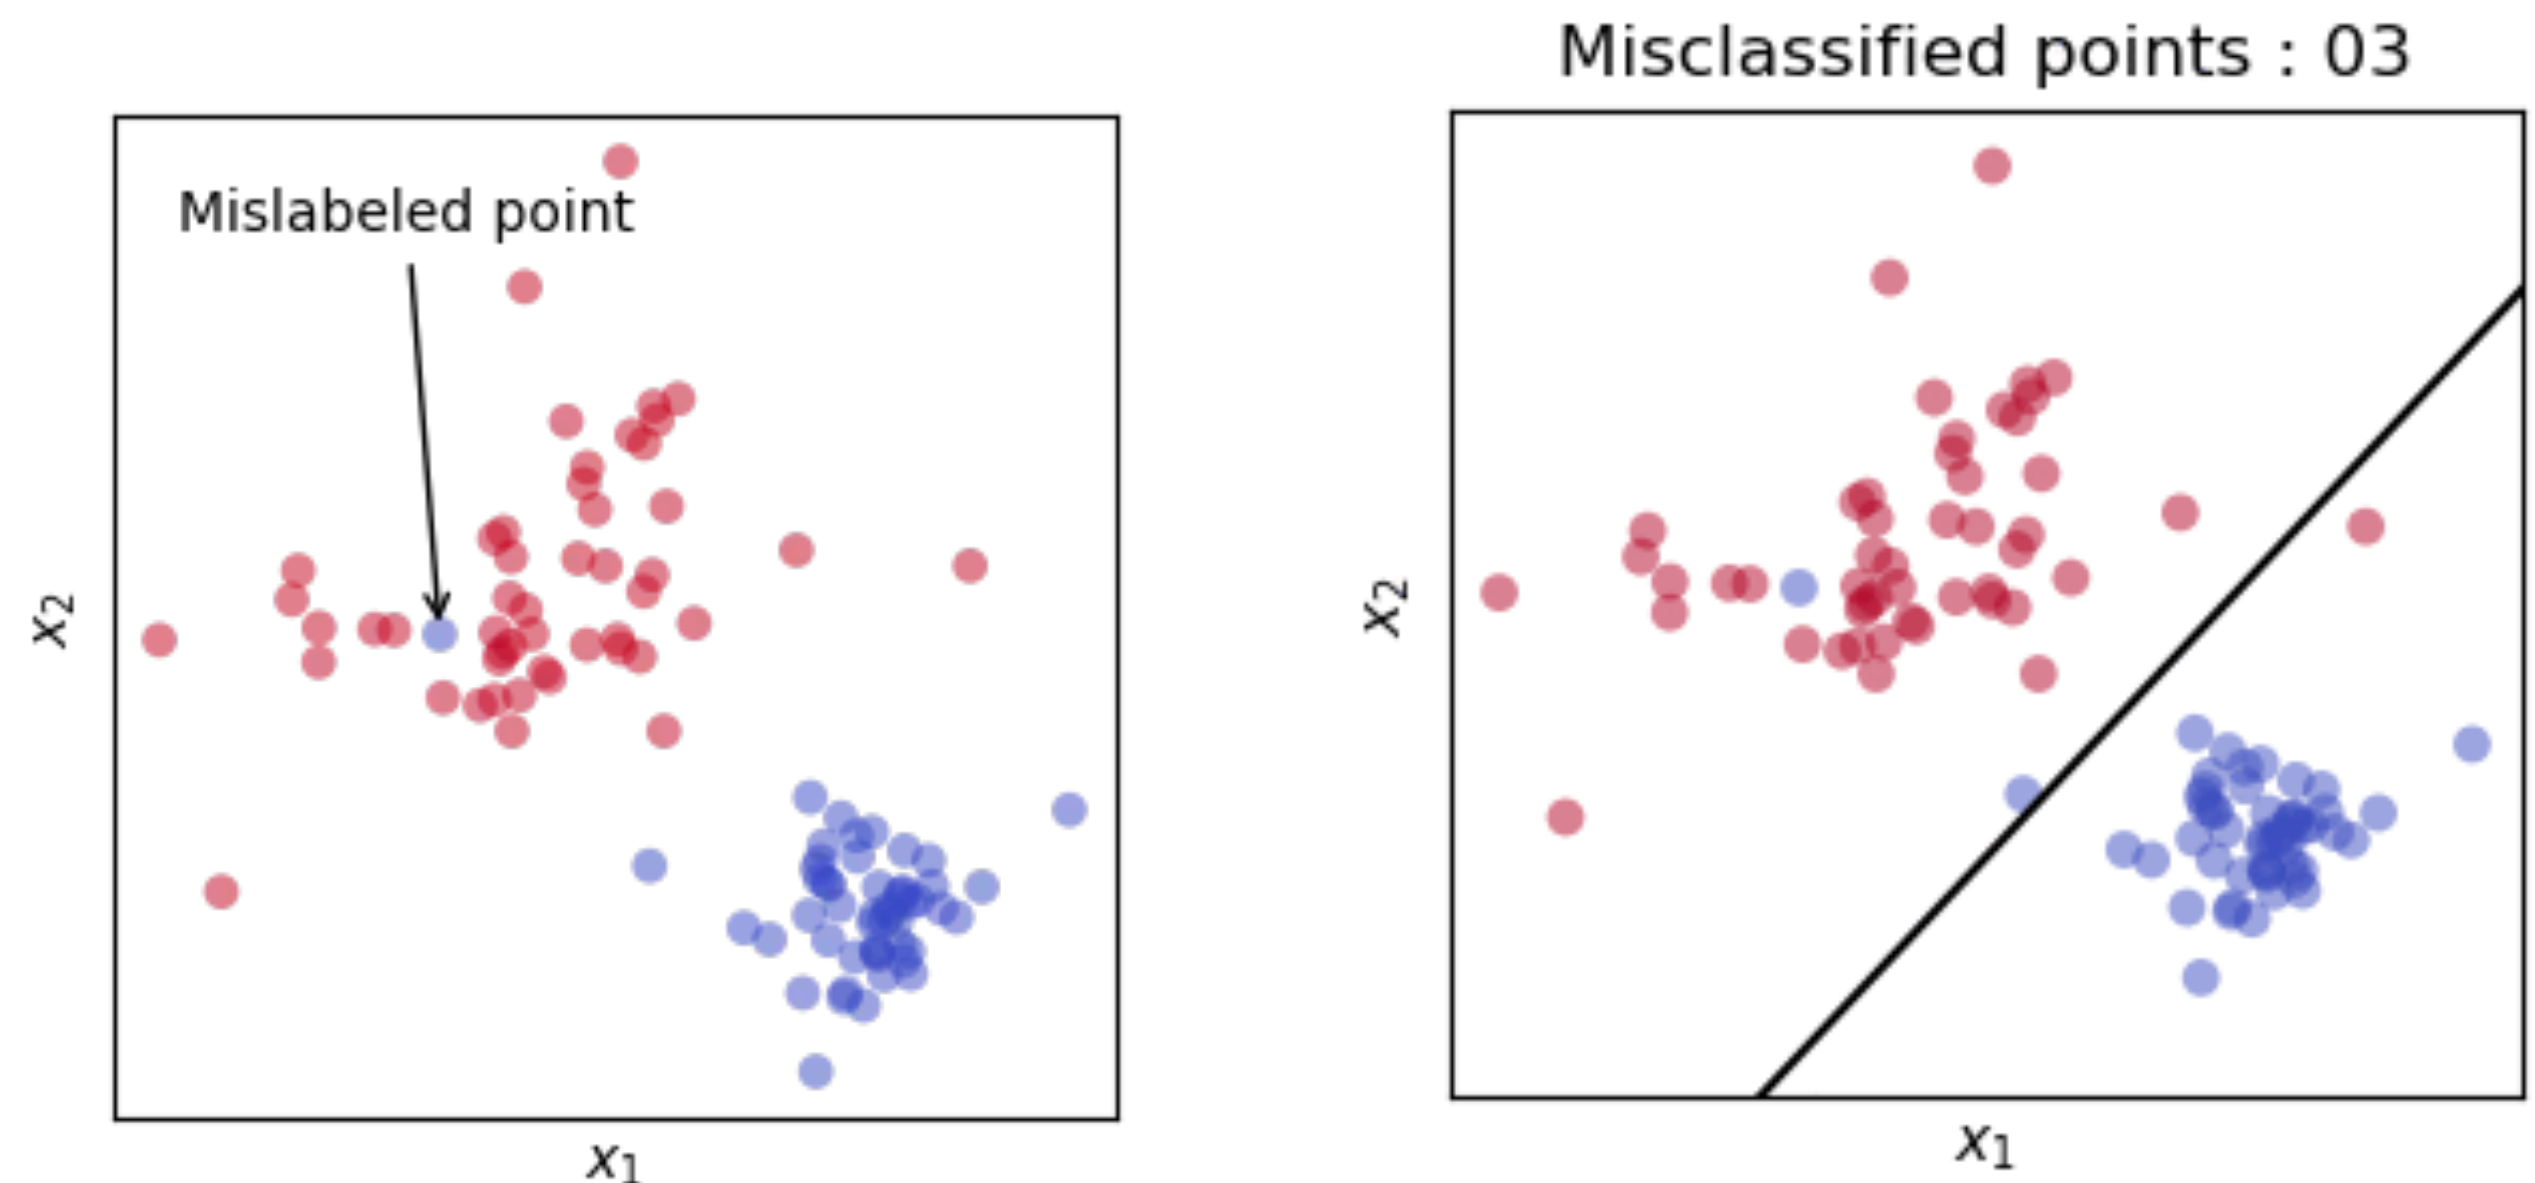 Misclassified points : 03
Mislabeled point
x₂
x₁
x₂
x₁